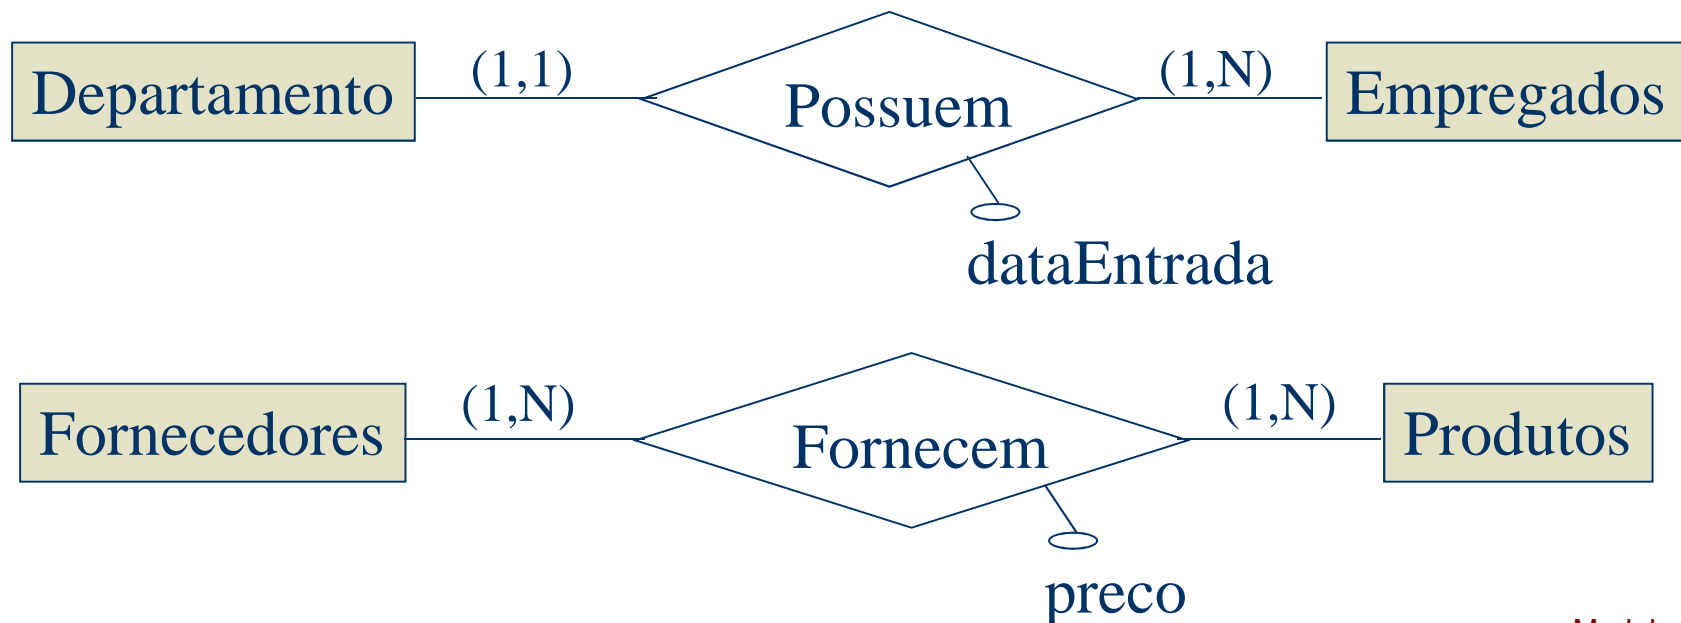 Departamento (1,1) Possuem (1,N) Empregados
dataEntrada
Fornecedores (1,N) Fornecem (1,N) Produtos
preco